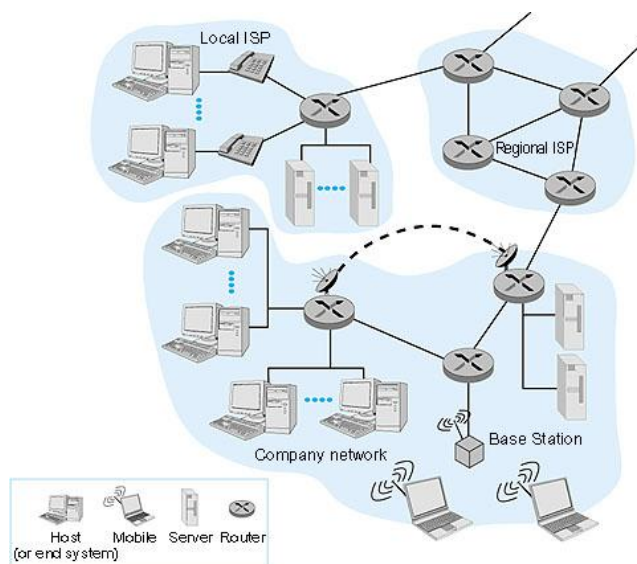 Local ISP
Regional ISP
Company network
Base Station
Host
(or end system)
Mobile
Server
Router